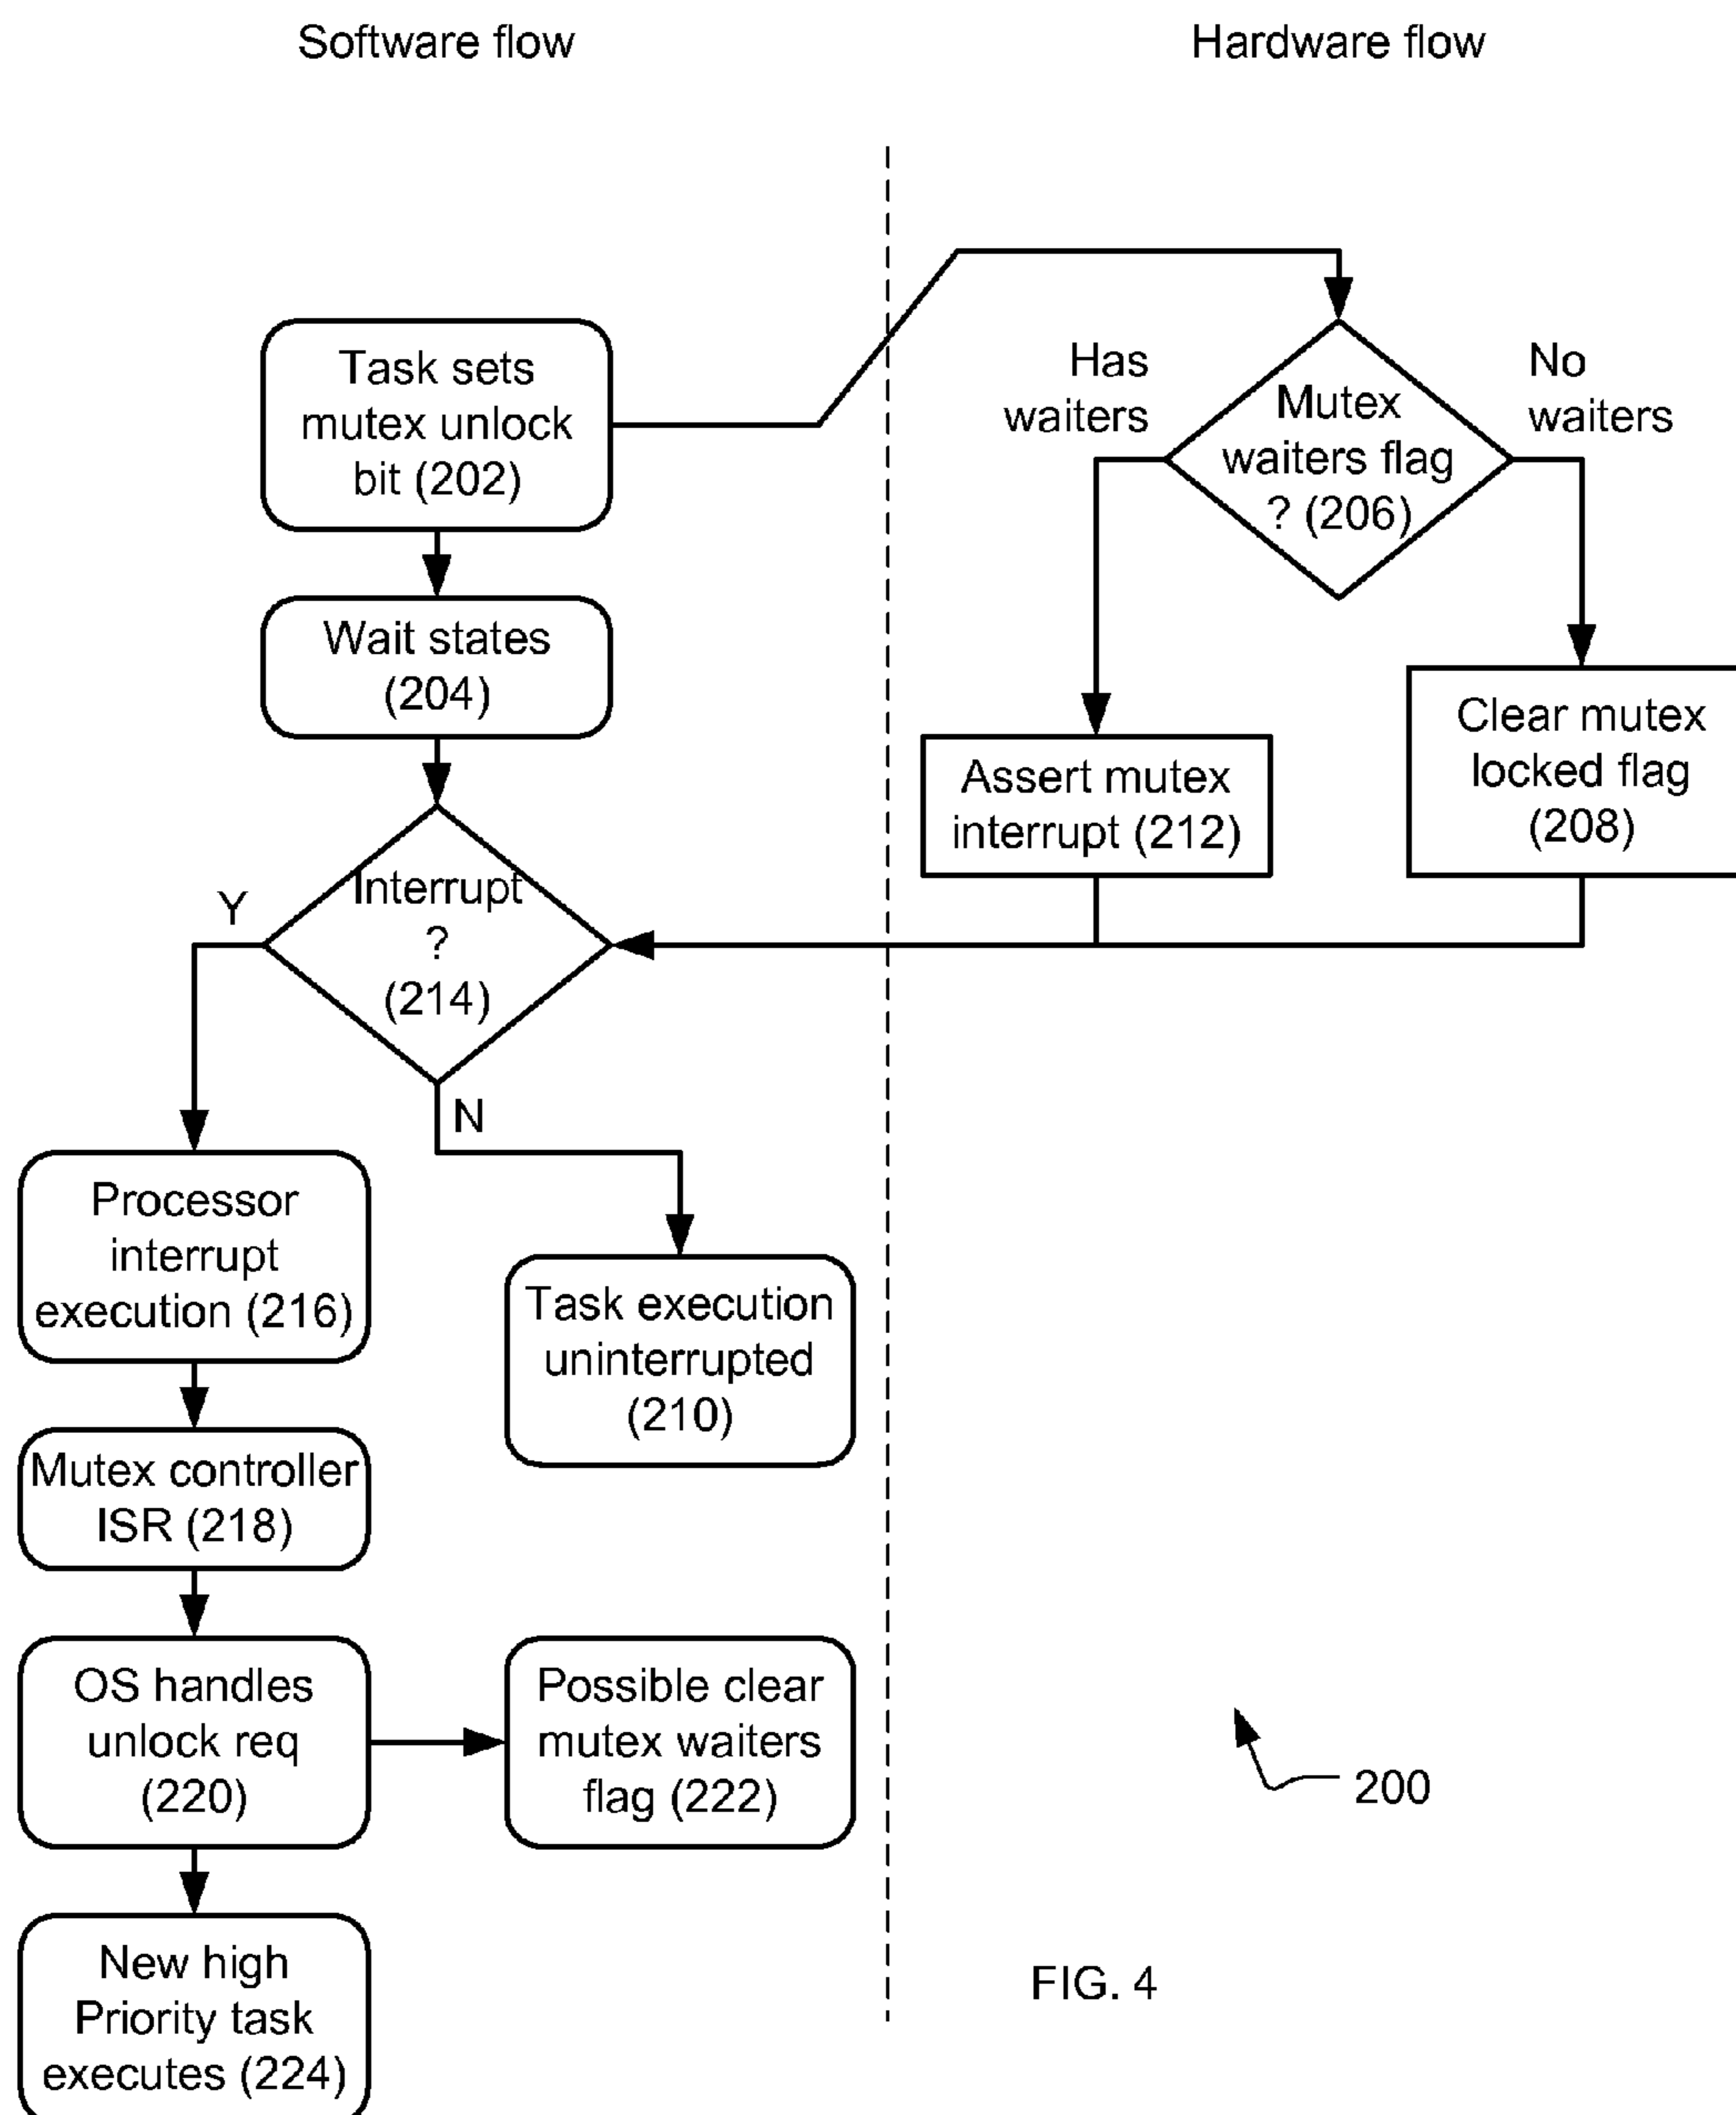 Software flow
Hardware flow
Task sets
mutex unlock
bit (202)
Has
waiters
Mutex
waiters flag
? (206)
No
waiters
Wait states
(204)
Assert mutex
interrupt (212)
Clear mutex
locked flag
(208)
Interrupt
?
(214)
Y
N
Processor
interrupt
execution (216)
Task execution
uninterrupted
(210)
Mutex controller
ISR (218)
OS handles
unlock req
(220)
Possible clear
mutex waiters
flag (222)
200
New high
Priority task
executes (224)
FIG. 4